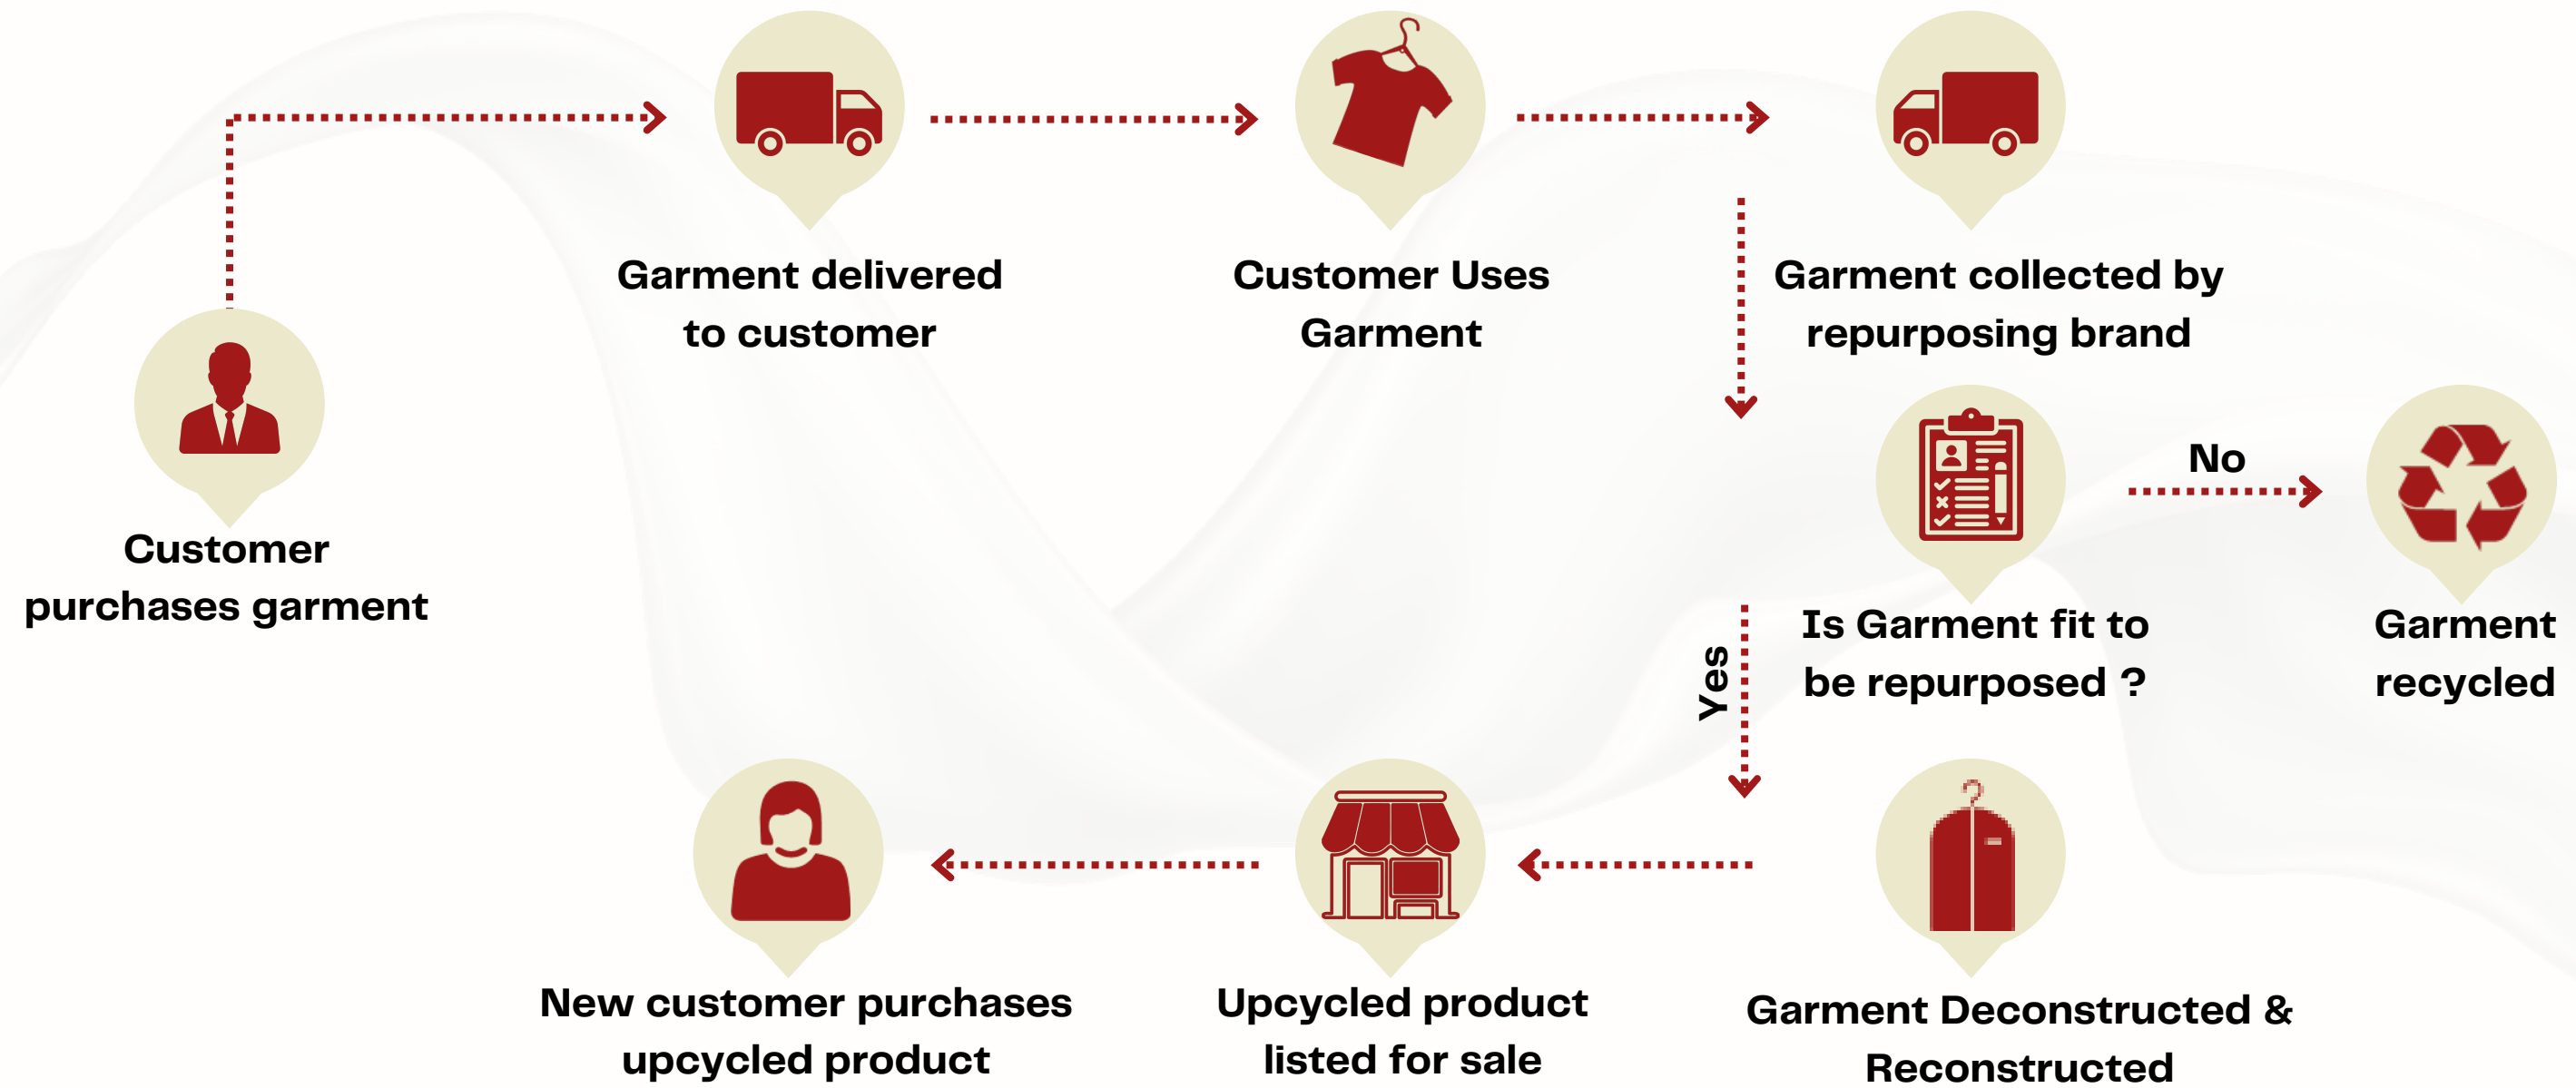 Garment delivered
to customer
Customer Uses
Garment
Garment collected by
repurposing brand
Customer
purchases garment
No
Is Garment fit to
be repurposed ?
Garment
recycled
Yes
New customer purchases
upcycled product
Upcycled product
listed for sale
Garment Deconstructed &
Reconstructed